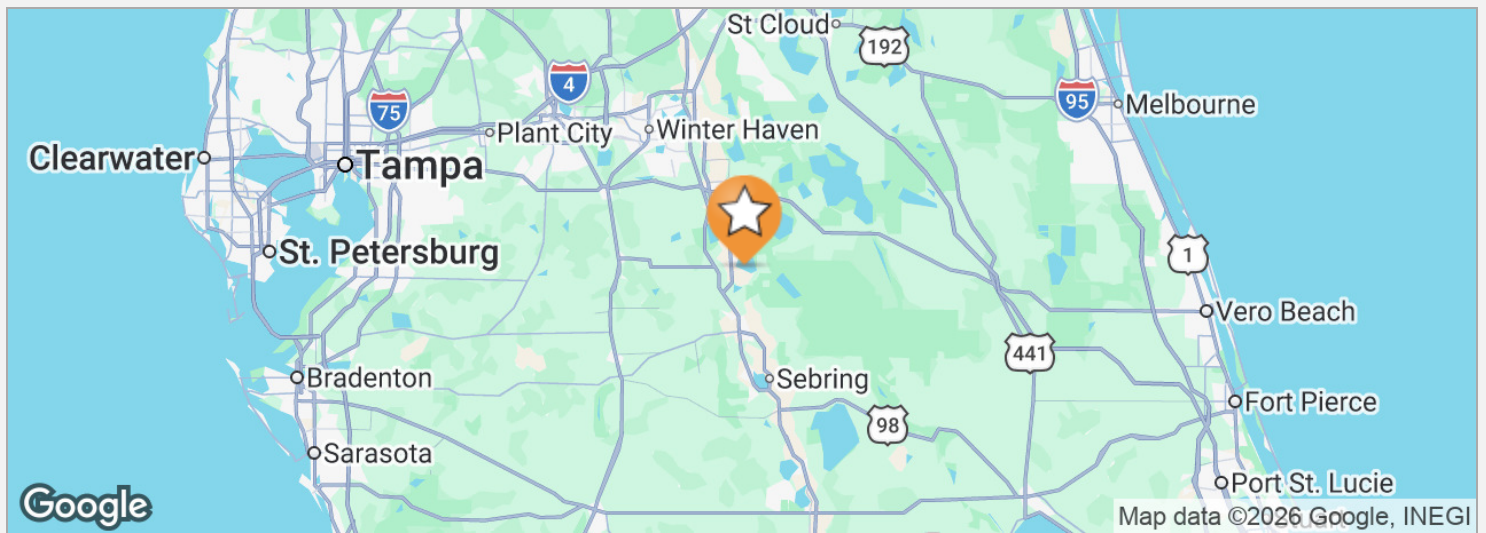 St Cloud
192
4
75
95
Melbourne
Plant City
Winter Haven
Clearwater
Tampa
St. Petersburg
1
Vero Beach
441
Bradenton
Sebring
Fort Pierce
98
Sarasota
Port St. Lucie
Google
Map data ©2026 Google, INEGI